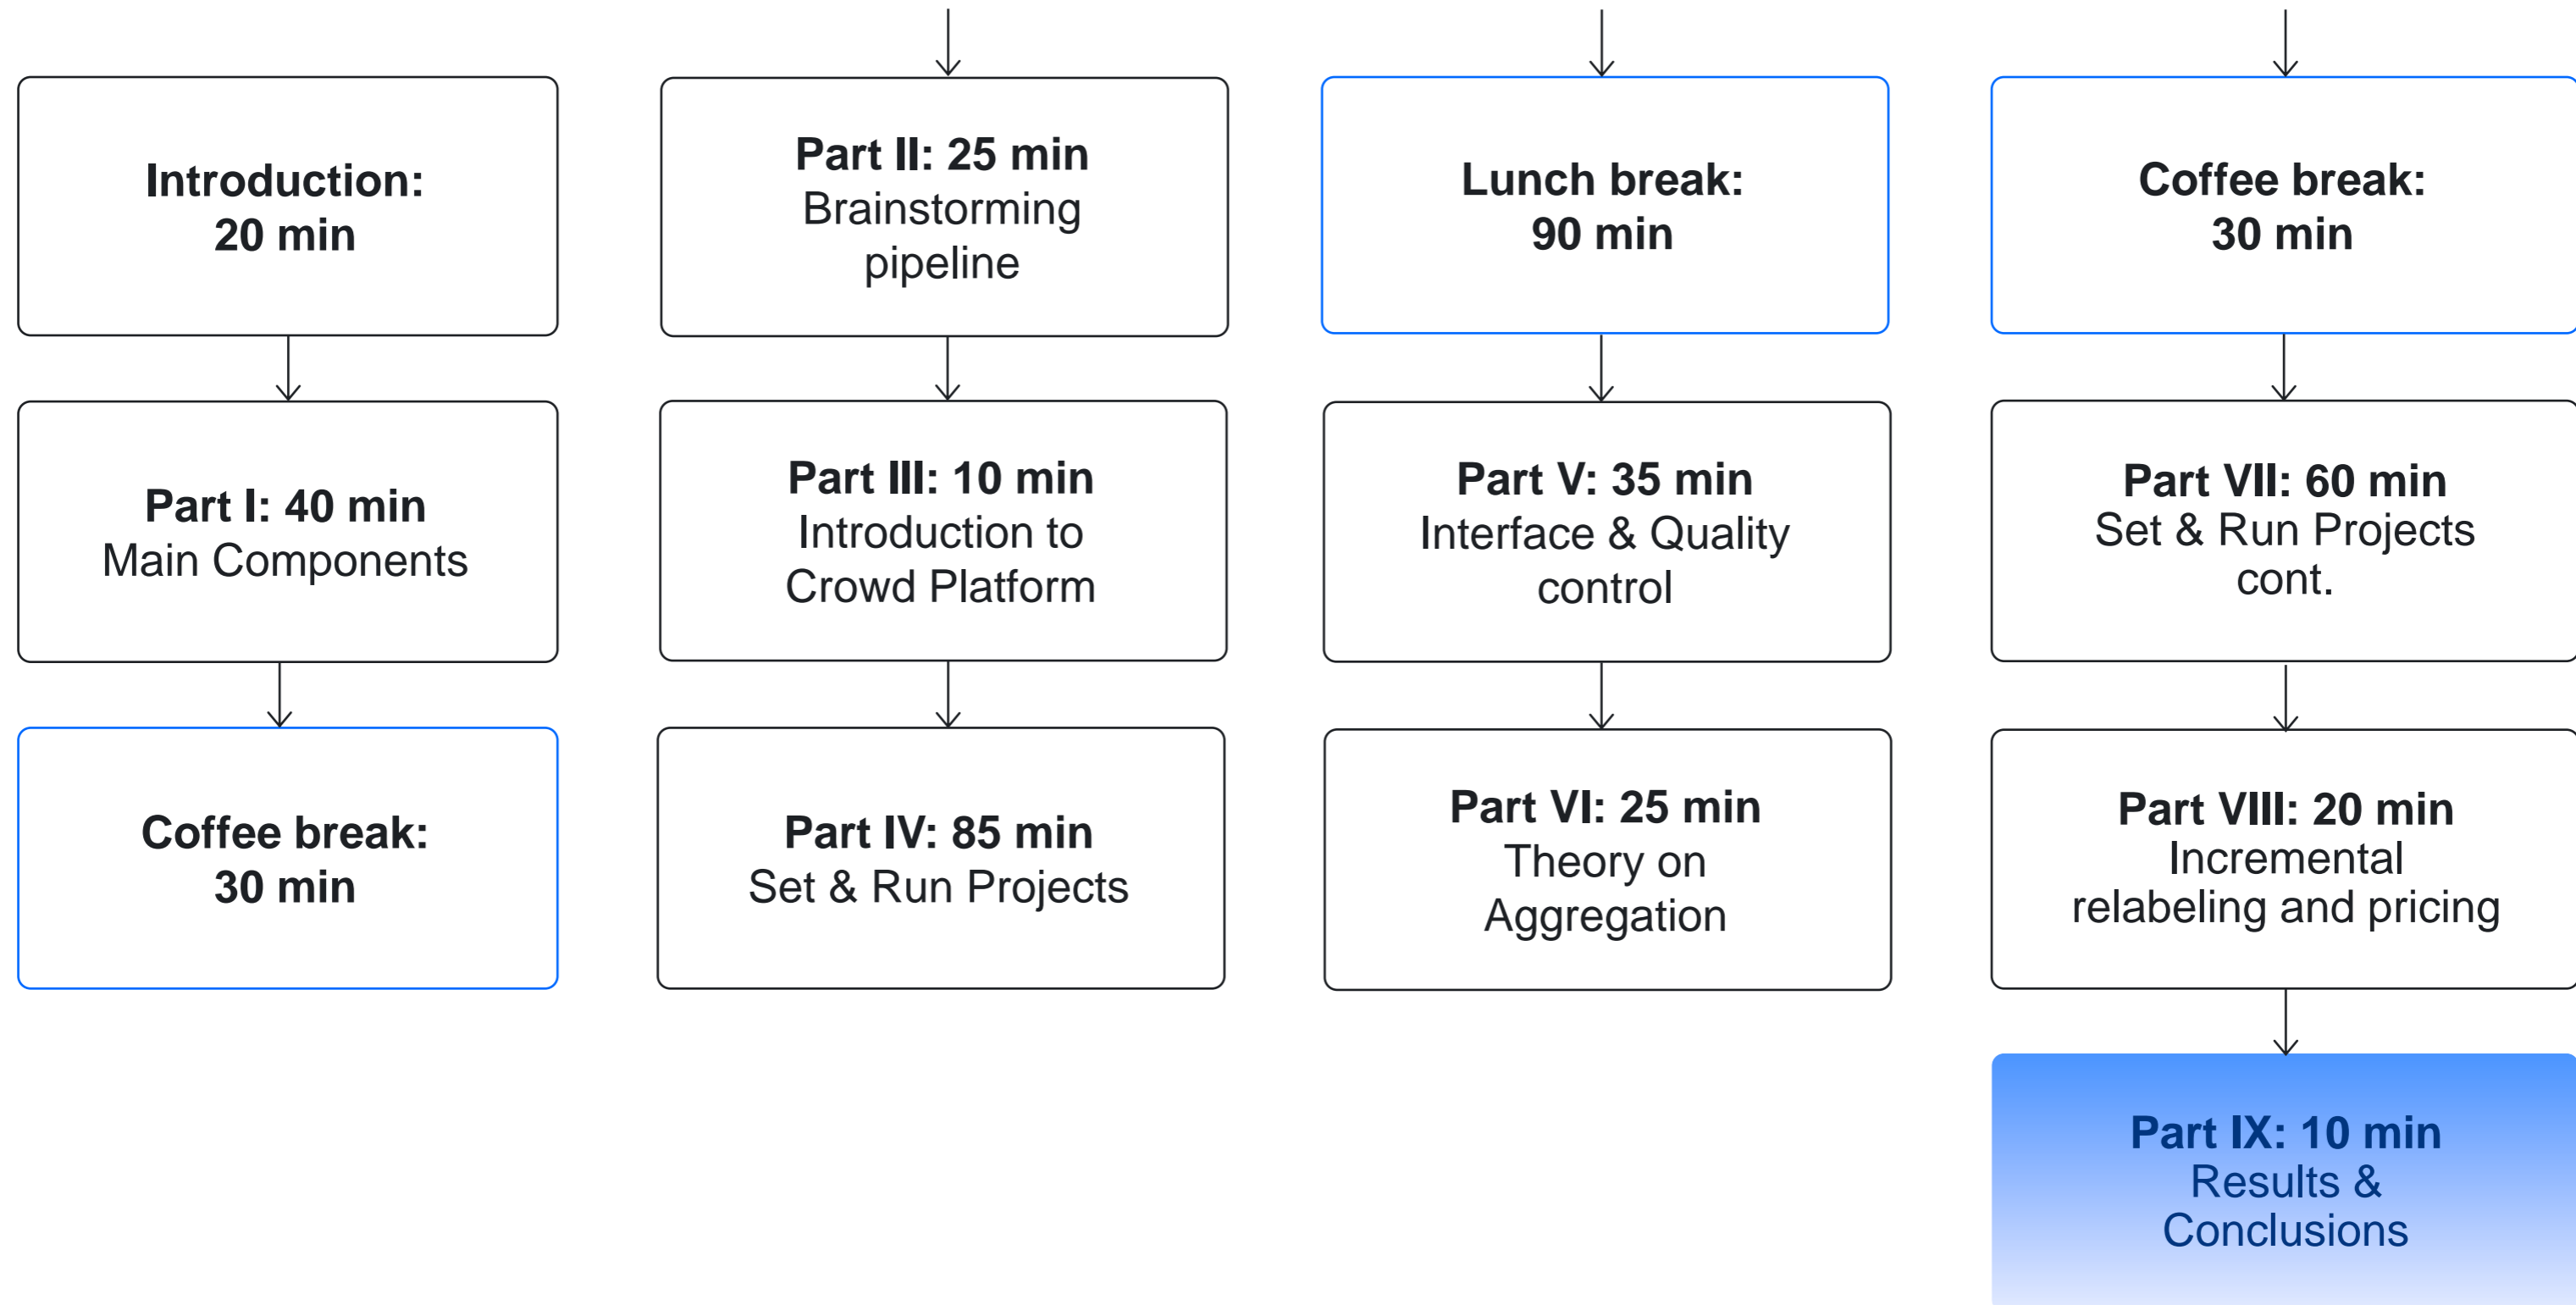 Introduction:
20 min
Part I: 40 min
Main Components
Coffee break:
30 min
Part II: 25 min
Brainstorming
pipeline
Part III: 10 min
Introduction to
Crowd Platform
Part IV: 85 min
Set & Run Projects
Lunch break:
90 min
Part V: 35 min
Interface & Quality
control
Part VI: 25 min
Theory on
Aggregation
Coffee break:
30 min
Part VII: 60 min
Set & Run Projects
cont.
Part VIII: 20 min
Incremental
relabeling and pricing
Part IX: 10 min
Results &
Conclusions